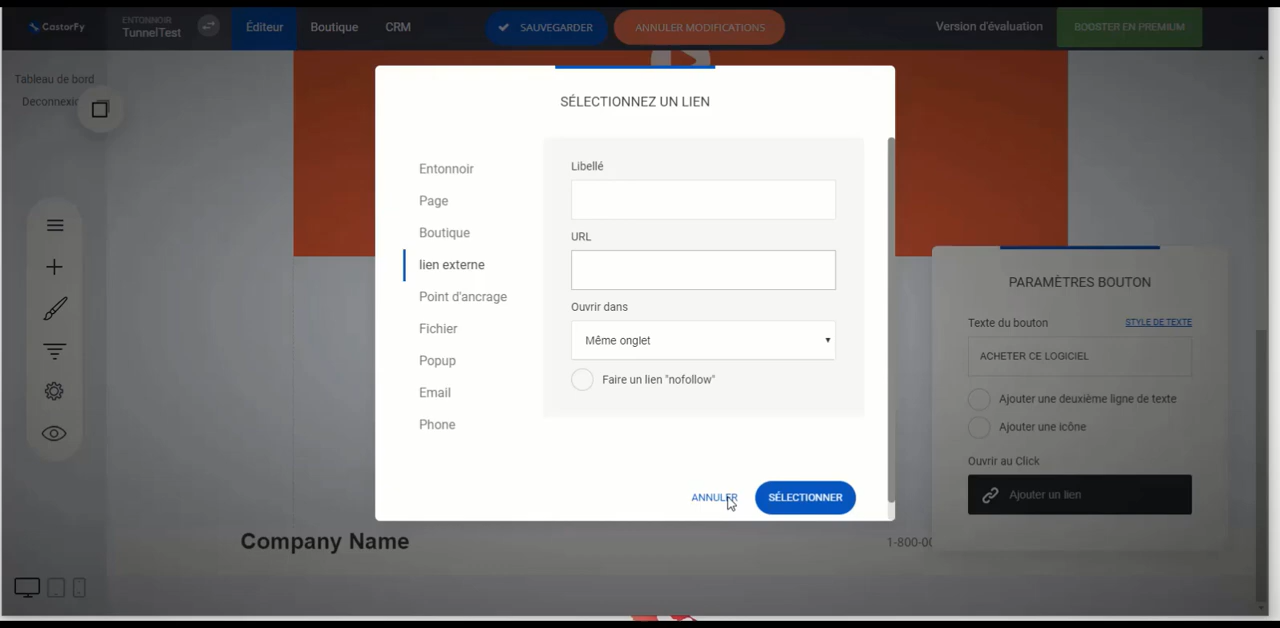 CastorFy
ENTONNOIR
TunnelTest
Éditeur
Boutique
CRM
SAUVEGARDER
ANNULER MODIFICATIONS
Version d'évaluation
BOOSTER EN PREMIUM
Tableau de bord
Deconnexi
SÉLECTIONNEZ UN LIEN
Entonnoir
Page
Boutique
lien externe
Point d'ancrage
Fichier
Popup
Email
Phone
Libellé
URL
Ouvrir dans
Même onglet
Faire un lien "nofollow"
ANNULER
SÉLECTIONNER
PARAMÈTRES BOUTON
Texte du bouton
STYLE DE TEXTE
ACHETER CE LOGICIEL
Ajouter une deuxième ligne de texte
Ajouter une icône
Ouvrir au Click
Ajouter un lien
Company Name
1-800-00